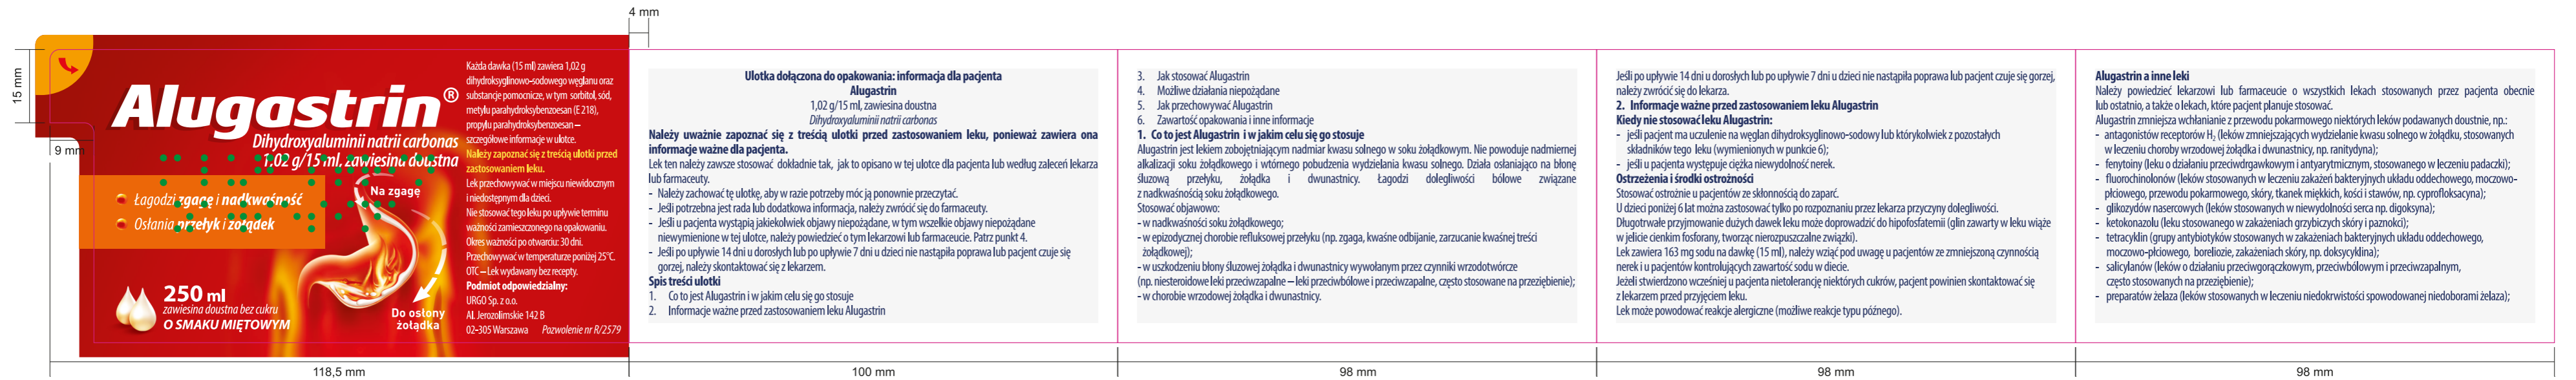 4 mm
15 mm
9 mm
Alugastrin®
Dihydroxyaluminii natrii carbonas
1,02 g/15 ml, zawiesina doustna
Łagodzi zgagę i nadkwaśność
Osłania przełyk i żołądek
Na zgagę
Do osłony
żołądka
250 ml
zawiesina doustna bez cukru
O SMAKU MIĘTOWYM
Każda dawka (15 ml) zawiera 1,02 g
dihydroksyglinowo-sodowego węglanu oraz
substancje pomocnicze, w tym sorbitol, sód,
metylu parahydroksybenzoesan (E 218),
propylu parahydroksybenzoesan –
szczegółowe informacje w ulotce.
Należy zapoznać się z treścią ulotki przed
zastosowaniem leku.
Lek przechowywać w miejscu niewidocznym
i niedostępnym dla dzieci.
Nie stosować tego leku po upływie terminu
ważności zamieszczonego na opakowaniu.
Okres ważności po otwarciu: 30 dni.
Przechowywać w temperaturze poniżej 25°C.
OTC – Lek wydawany bez recepty.
Podmiot odpowiedzialny:
URGO Sp. z o.o.
Al. Jerozolimskie 142 B
02-305 Warszawa Pozwolenie nr R/2579
Ulotka dołączona do opakowania: informacja dla pacjenta
Alugastrin
1,02 g/15 ml, zawiesina doustna
Dihydroxyaluminii natrii carbonas
Należy uważnie zapoznać się z treścią ulotki przed zastosowaniem leku, ponieważ zawiera ona
informacje ważne dla pacjenta.
Lek ten należy zawsze stosować dokładnie tak, jak to opisano w tej ulotce dla pacjenta lub według zaleceń lekarza
lub farmaceuty.
- Należy zachować tę ulotkę, aby w razie potrzeby móc ją ponownie przeczytać.
- Jeśli potrzebna jest rada lub dodatkowa informacja, należy zwrócić się do farmaceuty.
- Jeśli u pacjenta wystąpią jakiekolwiek objawy niepożądane, w tym wszelkie objawy niepożądane
niewymienione w tej ulotce, należy powiedzieć o tym lekarzowi lub farmaceucie. Patrz punkt 4.
- Jeśli po upływie 14 dni u dorosłych lub po upływie 7 dni u dzieci nie nastąpiła poprawa lub pacjent czuje się
gorzej, należy skontaktować się z lekarzem.
Spis treści ulotki
1. Co to jest Alugastrin i w jakim celu się go stosuje
2. Informacje ważne przed zastosowaniem leku Alugastrin
3. Jak stosować Alugastrin
4. Możliwe działania niepożądane
5. Jak przechowywać Alugastrin
6. Zawartość opakowania i inne informacje
1. Co to jest Alugastrin i w jakim celu się go stosuje
Alugastrin jest lekiem zobojętniającym nadmiar kwasu solnego w soku żołądkowym. Nie powoduje nadmiernej
alkalizacji soku żołądkowego i wtórnego pobudzenia wydzielania kwasu solnego. Działa osłaniająco na błonę
śluzową przełyku, żołądka i dwunastnicy. Łagodzi dolegliwości bólowe związane
z nadkwaśnością soku żołądkowego.
Stosować objawowo:
- w nadkwaśności soku żołądkowego;
- w epizodycznej chorobie refluksowej przełyku (np. zgaga, kwaśne odbijanie, zarzucanie kwaśnej treści
żołądkowej);
- w uszkodzeniu błony śluzowej żołądka i dwunastnicy wywołanym przez czynniki wrzodotwórcze
(np. niesteroidowe leki przeciwzapalne – leki przeciwbólowe i przeciwzapalne, często stosowane na przeziębienie);
- w chorobie wrzodowej żołądka i dwunastnicy.
Jeśli po upływie 14 dni u dorosłych lub po upływie 7 dni u dzieci nie nastąpiła poprawa lub pacjent czuje się gorzej,
należy zwrócić się do lekarza.
2. Informacje ważne przed zastosowaniem leku Alugastrin
Kiedy nie stosować leku Alugastrin:
- jeśli pacjent ma uczulenie na węglan dihydroksyglinowo-sodowy lub którykolwiek z pozostałych
składników tego leku (wymienionych w punkcie 6);
- jeśli u pacjenta występuje ciężka niewydolność nerek.
Ostrzeżenia i środki ostrożności
Stosować ostrożnie u pacjentów ze skłonnością do zaparć.
U dzieci poniżej 6 lat można zastosować tylko po rozpoznaniu przez lekarza przyczyny dolegliwości.
Długotrwałe przyjmowanie dużych dawek leku może doprowadzić do hipofosfatemii (glin zawarty w leku wiąże
w jelicie cienkim fosforany, tworząc nierozpuszczalne związki).
Lek zawiera 163 mg sodu na dawkę (15 ml), należy wziąć pod uwagę u pacjentów ze zmniejszoną czynnością
nerek i u pacjentów kontrolujących zawartość sodu w diecie.
Jeżeli stwierdzono wcześniej u pacjenta nietolerancję niektórych cukrów, pacjent powinien skontaktować się
z lekarzem przed przyjęciem leku.
Lek może powodować reakcje alergiczne (możliwe reakcje typu późnego).
Alugastrin a inne leki
Należy powiedzieć lekarzowi lub farmaceucie o wszystkich lekach stosowanych przez pacjenta obecnie
lub ostatnio, a także o lekach, które pacjent planuje stosować.
Alugastrin zmniejsza wchłanianie z przewodu pokarmowego niektórych leków podawanych doustnie, np.:
- antagonistów receptorów H₂ (leków zmniejszających wydzielanie kwasu solnego w żołądku, stosowanych
w leczeniu choroby wrzodowej żołądka i dwunastnicy, np. ranitydyna);
- fenytoiny (leku o działaniu przeciwdrgawkowym i antyarytmicznym, stosowanego w leczeniu padaczki);
- fluorochinolonów (leków stosowanych w leczeniu zakażeń bakteryjnych układu oddechowego, moczowo-
płciowego, przewodu pokarmowego, skóry, tkanek miękkich, kości i stawów, np. cyprofloksacyna);
- glikozydów nasercowych (leków stosowanych w niewydolności serca np. digoksyna);
- ketokonazolu (leku stosowanego w zakażeniach grzybiczych skóry i paznokci);
- tetracyklin (grupy antybiotyków stosowanych w zakażeniach bakteryjnych układu oddechowego,
moczowo-płciowego, boreliozie, zakażeniach skóry, np. doksycyklina);
- salicylanów (leków o działaniu przeciwgorączkowym, przeciwbólowym i przeciwzapalnym,
często stosowanych na przeziębienie);
- preparatów żelaza (leków stosowanych w leczeniu niedokrwistości spowodowanej niedoborami żelaza);
118,5 mm
100 mm
98 mm
98 mm
98 mm